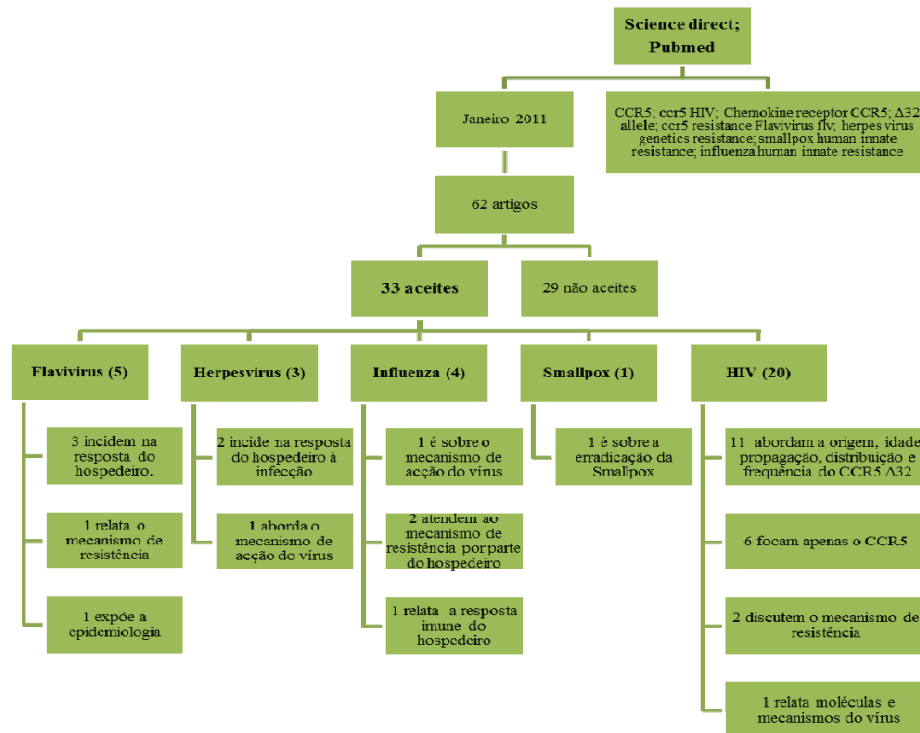 Science direct;
Pubmed
Janeiro 2011
CCR5; ccr5 HIV; Chemokine receptor CCR5; Δ32
allele; ccr5 resistance Flavivirus flv; herpes virus
genetics resistance; smallpox human innate
resistance; influenza human innate resistance
62 artigos
33 aceites
29 não aceites
Flavivirus (5)
Herpesvírus (3)
Influenza (4)
Smallpox (1)
HIV (20)
3 incidem na
resposta do
hospedeiro.
1 relata o
mecanismo de
resistência
1 expõe a
epidemiologia
2 incide na resposta
do hospedeiro à
infecção
1 aborda o
mecanismo de
acção do vírus
1 é sobre o
mecanismo de
acção do vírus
2 atendem ao
mecanismo de
resistência por parte
do hospedeiro
1 relata a resposta
imune do
hospedeiro
1 é sobre a
erradicação da
Smallpox
11 abordam a origem, idade,
propagação, distribuição e
frequência do CCR5 Δ32
6 focam apenas o CCR5
2 discutem o mecanismo de
resistência
1 relata moléculas e
mecanismos do vírus